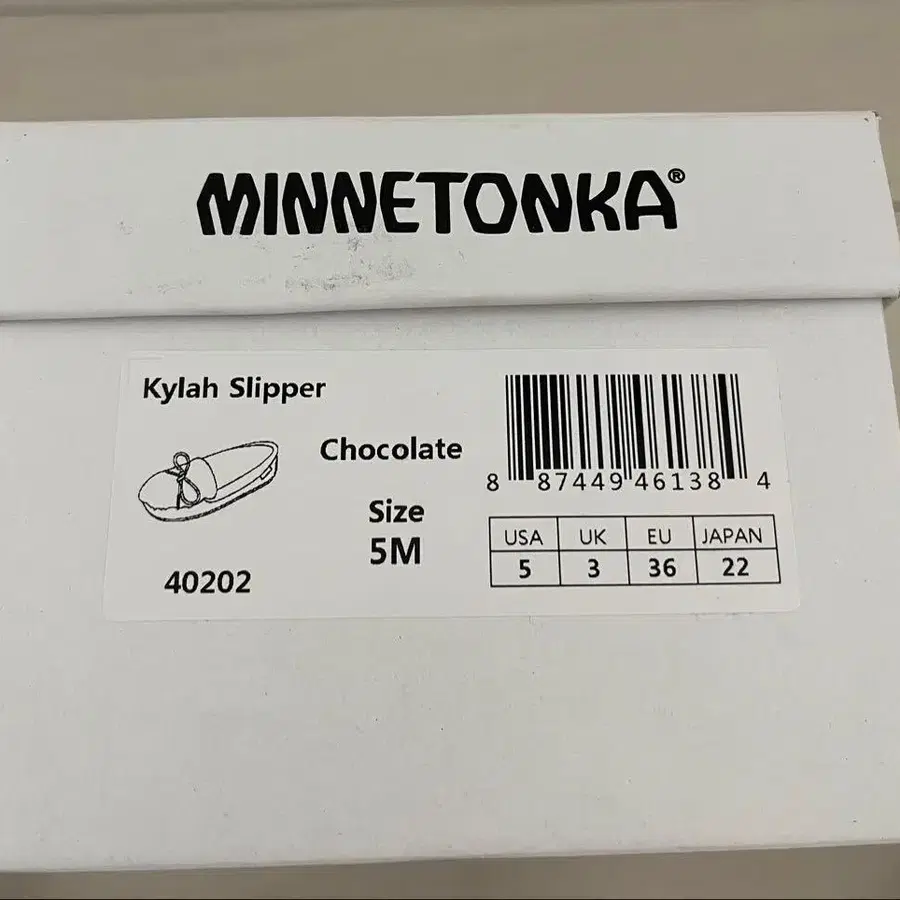 MINNETONKA®
Kylah Slipper
Chocolate
Size
5M
40202
8 87449 46138 4
USA UK EU JAPAN
5 3 36 22